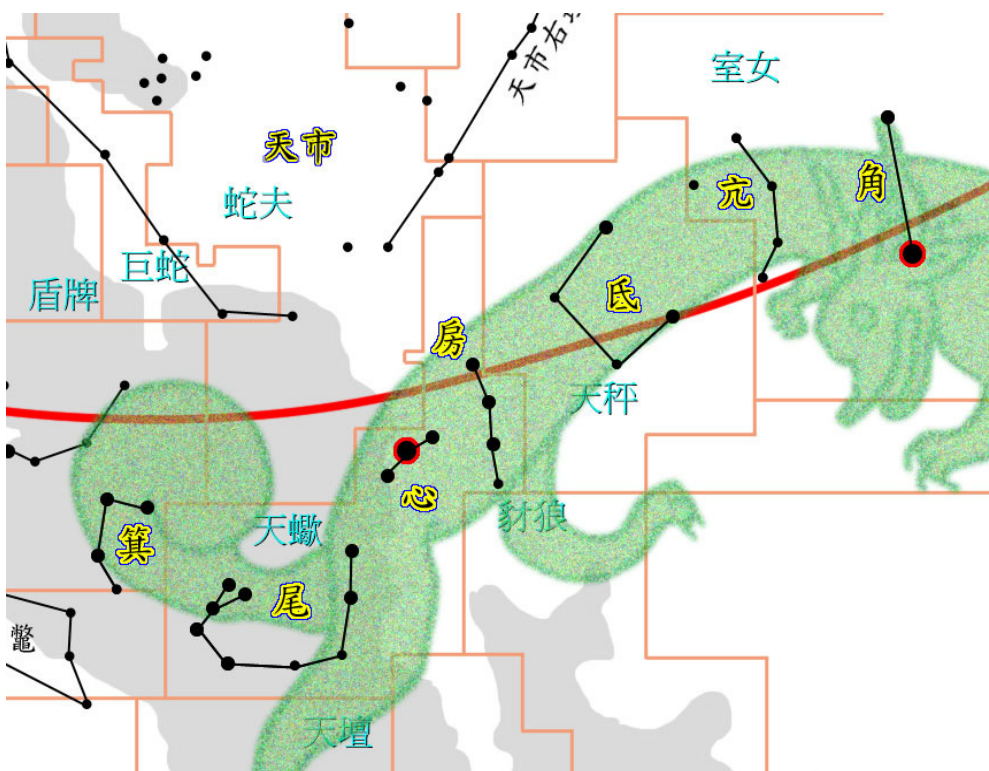 天市右垣
室女
天市
蛇夫
亢
角
巨蛇
盾牌
氐
房
天秤
心
豺狼
天蠍
箕
尾
鼈
天壇